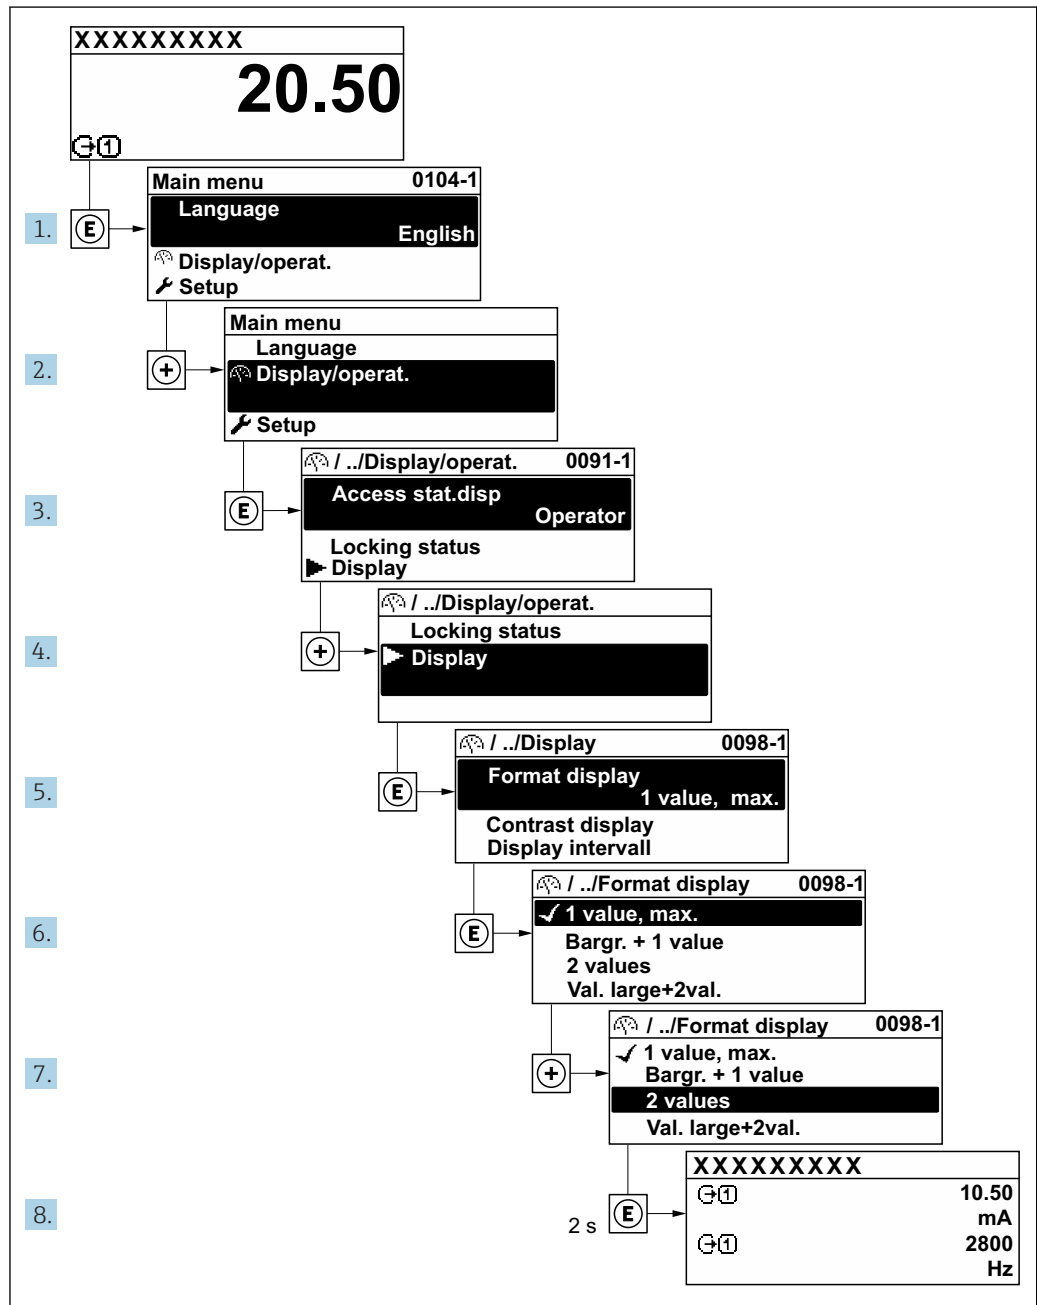 XXXXXXXXX
20.50
1
Main menu 0104-1
1. E Language
English
Display/operat.
Setup
Main menu
Language
2. + Display/operat.
Setup
/ ../Display/operat. 0091-1
3. E Access stat.disp
Operator
Locking status
Display
/ ../Display/operat.
Locking status
4. + Display
/ ../Display 0098-1
5. E Format display
1 value, max.
Contrast display
Display intervall
/ ../Format display 0098-1
6. E 1 value, max.
Bargr. + 1 value
2 values
Val. large+2val.
/ ../Format display 0098-1
7. + 1 value, max.
Bargr. + 1 value
2 values
Val. large+2val.
XXXXXXXXX
1 10.50
8. 2 s E mA
1 2800
Hz